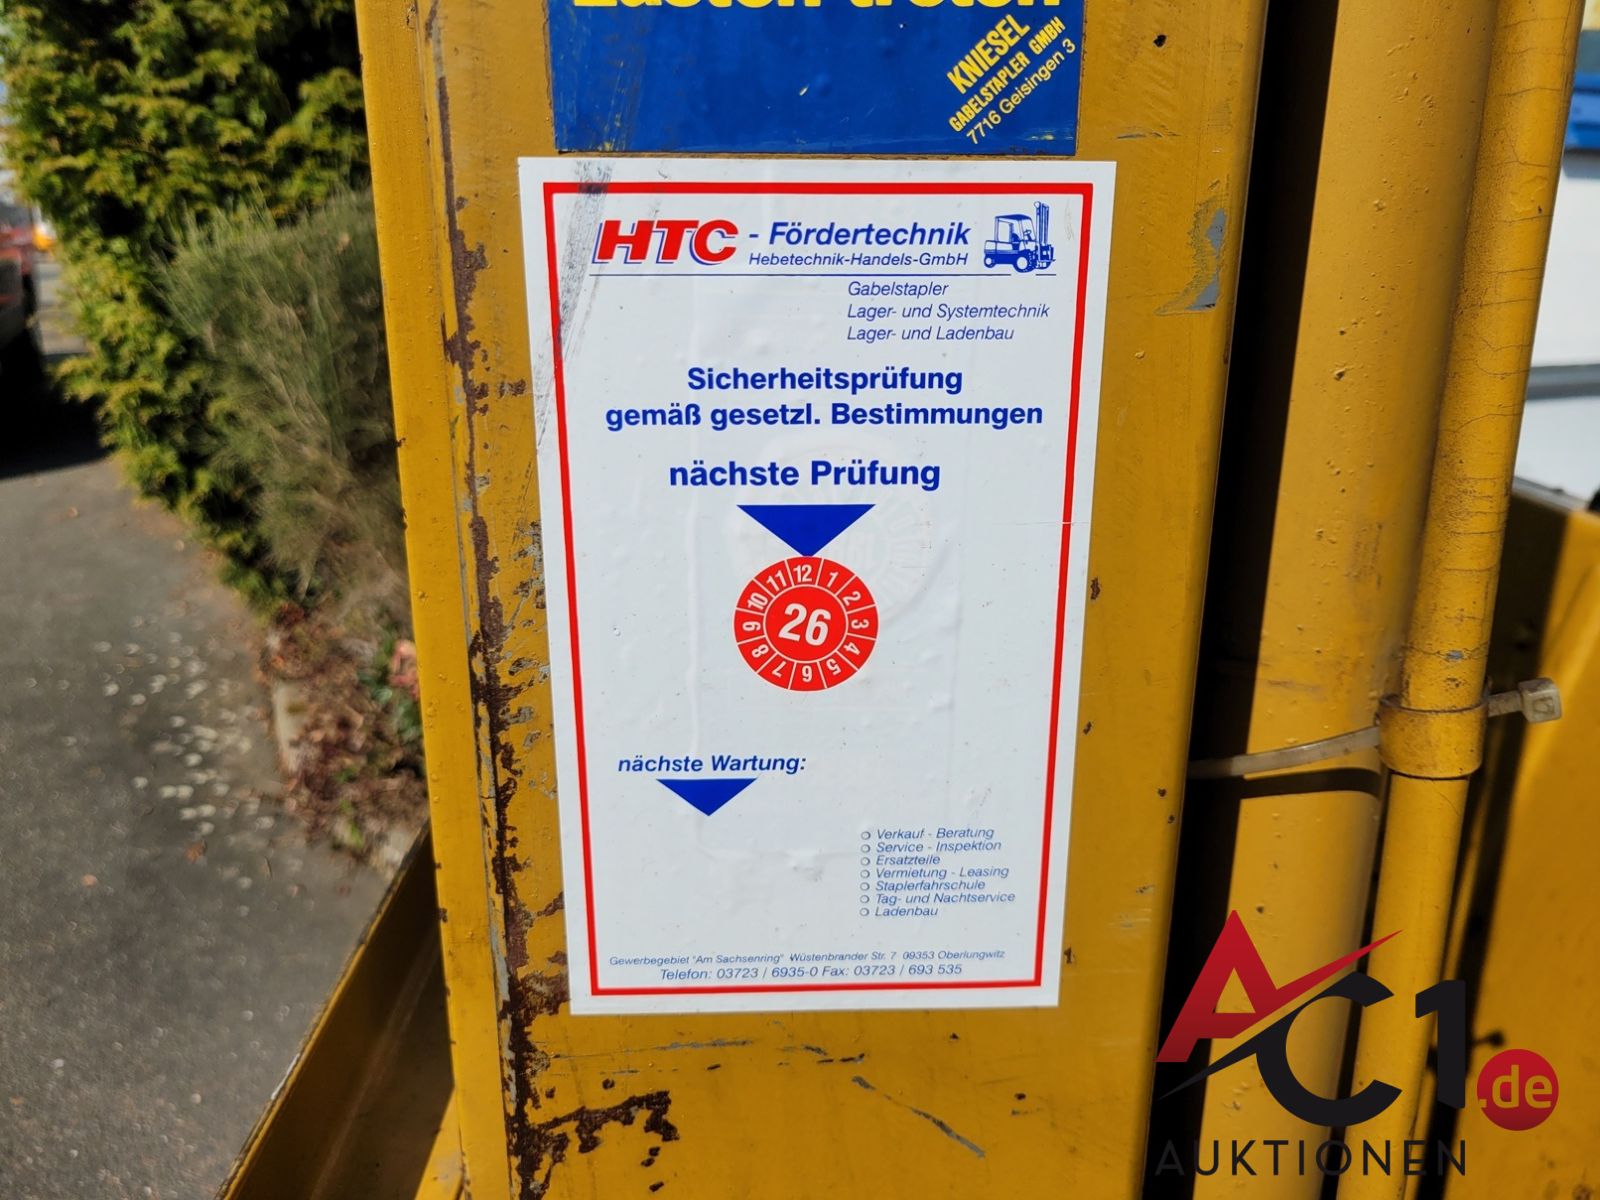 Lasten treten
KNIESEL
GABELSTAPLER GMBH
7716 Geisingen 3
HTC - Fördertechnik
Hebetechnik-Handels-GmbH
Gabelstapler
Lager- und Systemtechnik
Lager- und Ladenbau
Sicherheitsprüfung
gemäß gesetzl. Bestimmungen
nächste Prüfung
12 1 2 3 4 5 6 7 8 9 10 11
26
nächste Wartung:
Verkauf - Beratung
Service - Inspektion
Ersatzteile
Vermietung - Leasing
Staplerfahrschule
Tag- und Nachtservice
Ladenbau
Gewerbegebiet "Am Sachsenring" Wüstenbrander Str. 7 09353 Oberlungwitz
Telefon: 03723 / 6935-0 Fax: 03723 / 693 535
AC1.de
AUKTIONEN